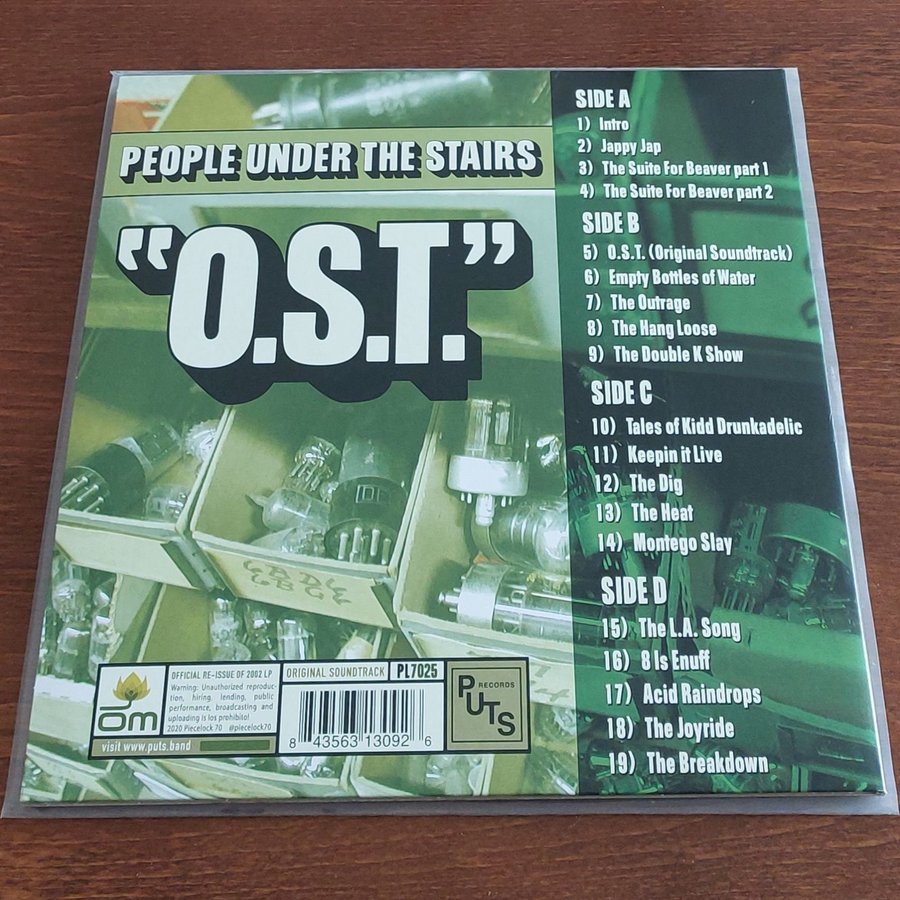 PEOPLE UNDER THE STAIRS
"O.S.T."
SIDE A
1) Intro
2) Jappy Jap
3) The Suite For Beaver part 1
4) The Suite For Beaver part 2
SIDE B
5) O.S.T. (Original Soundtrack)
6) Empty Bottles of Water
7) The Outrage
8) The Hang Loose
9) The Double K Show
SIDE C
10) Tales of Kidd Drunkadelic
11) Keepin it Live
12) The Dig
13) The Heat
14) Montego Slay
SIDE D
15) The L.A. Song
16) 8 Is Enuff
17) Acid Raindrops
18) The Joyride
19) The Breakdown
om
OFFICIAL RE-ISSUE OF 2002 LP
Warning: Unauthorized reproduc-
tion, hiring, lending, public
performance, broadcasting and
uploading is los prohibito!
2020 Piecelock 70 @piecelock70
visit www.puts.band
ORIGINAL SOUNDTRACK PL7025
8 43563 13092 6
PUTS RECORDS